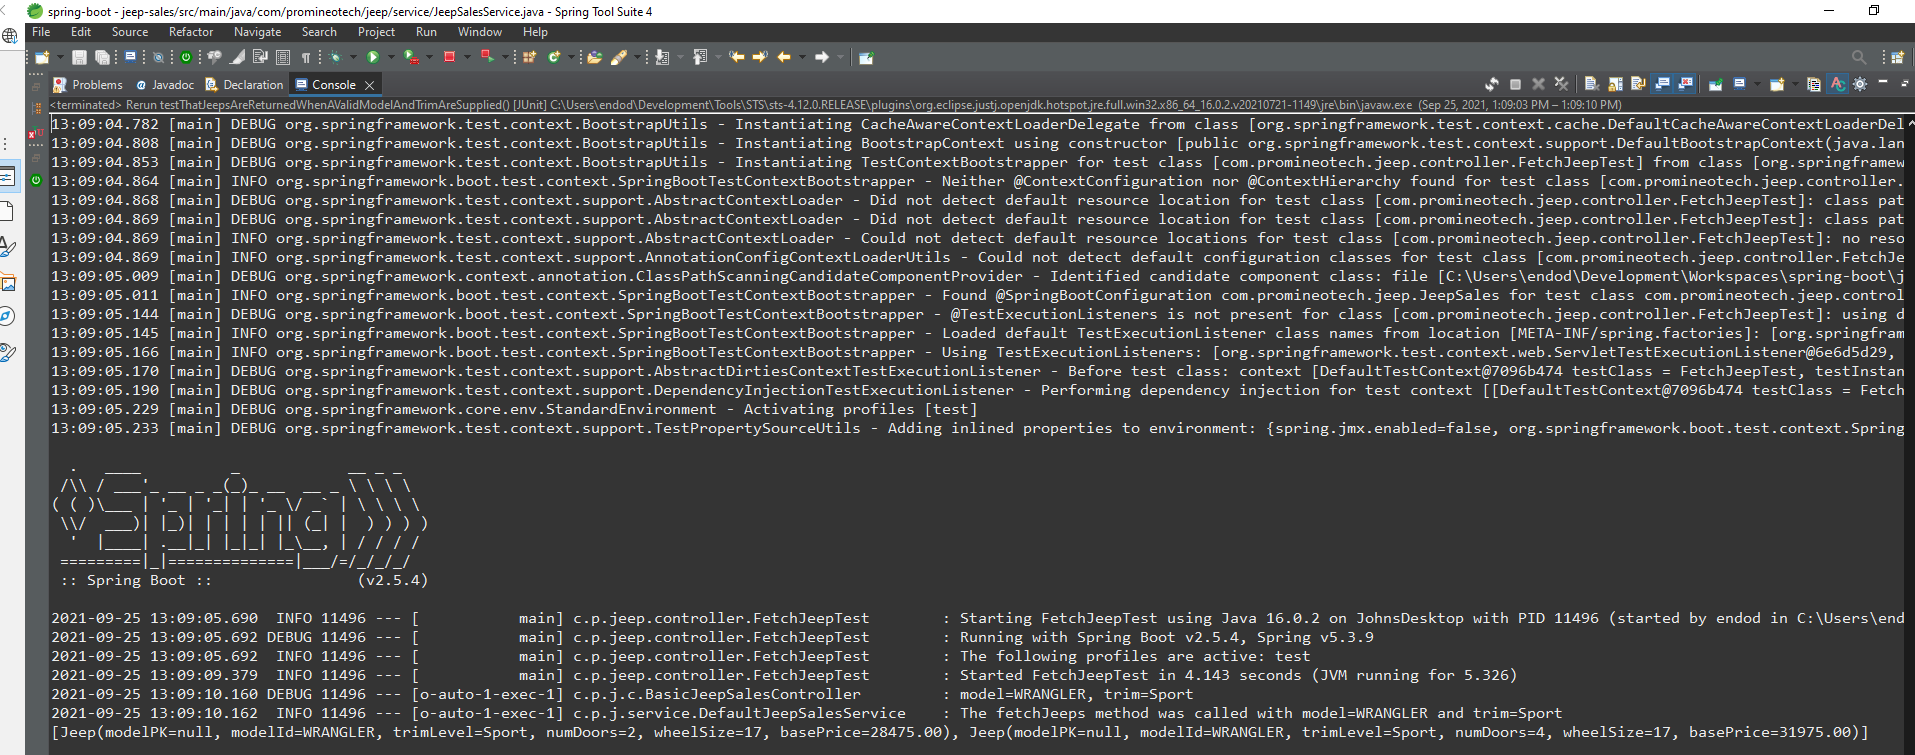 spring-boot - jeep-sales/src/main/java/com/promineotech/jeep/service/JeepSalesService.java - Spring Tool Suite 4
File Edit Source Refactor Navigate Search Project Run Window Help
Problems Javadoc Declaration Console
<terminated> Rerun testThatJeepsAreReturnedWhenAValidModelAndTrimAreSupplied() [JUnit] C:\Users\endod\Development\Tools\STS\sts-4.12.0.RELEASE\plugins\org.eclipse.justj.openjdk.hotspot.jre.full.win32.x86_64_16.0.2.v20210721-1149\jre\bin\javaw.exe (Sep 25, 2021, 1:09:03 PM – 1:09:10 PM)
13:09:04.782 [main] DEBUG org.springframework.test.context.BootstrapUtils - Instantiating CacheAwareContextLoaderDelegate from class [org.springframework.test.context.cache.DefaultCacheAwareContextLoaderDel
13:09:04.808 [main] DEBUG org.springframework.test.context.BootstrapUtils - Instantiating BootstrapContext using constructor [public org.springframework.test.context.support.DefaultBootstrapContext(java.lan
13:09:04.853 [main] DEBUG org.springframework.test.context.BootstrapUtils - Instantiating TestContextBootstrapper for test class [com.promineotech.jeep.controller.FetchJeepTest] from class [org.springframew
13:09:04.864 [main] INFO org.springframework.boot.test.context.SpringBootTestContextBootstrapper - Neither @ContextConfiguration nor @ContextHierarchy found for test class [com.promineotech.jeep.controller.
13:09:04.868 [main] DEBUG org.springframework.test.context.support.AbstractContextLoader - Did not detect default resource location for test class [com.promineotech.jeep.controller.FetchJeepTest]: class pat
13:09:04.869 [main] DEBUG org.springframework.test.context.support.AbstractContextLoader - Did not detect default resource location for test class [com.promineotech.jeep.controller.FetchJeepTest]: class pat
13:09:04.869 [main] INFO org.springframework.test.context.support.AbstractContextLoader - Could not detect default resource locations for test class [com.promineotech.jeep.controller.FetchJeepTest]: no reso
13:09:04.869 [main] INFO org.springframework.test.context.support.AnnotationConfigContextLoaderUtils - Could not detect default configuration classes for test class [com.promineotech.jeep.controller.FetchJe
13:09:05.009 [main] DEBUG org.springframework.context.annotation.ClassPathScanningCandidateComponentProvider - Identified candidate component class: file [C:\Users\endod\Development\Workspaces\spring-boot\j
13:09:05.011 [main] INFO org.springframework.boot.test.context.SpringBootTestContextBootstrapper - Found @SpringBootConfiguration com.promineotech.jeep.JeepSales for test class com.promineotech.jeep.control
13:09:05.144 [main] DEBUG org.springframework.boot.test.context.SpringBootTestContextBootstrapper - @TestExecutionListeners is not present for class [com.promineotech.jeep.controller.FetchJeepTest]: using d
13:09:05.145 [main] INFO org.springframework.boot.test.context.SpringBootTestContextBootstrapper - Loaded default TestExecutionListener class names from location [META-INF/spring.factories]: [org.springfram
13:09:05.166 [main] INFO org.springframework.boot.test.context.SpringBootTestContextBootstrapper - Using TestExecutionListeners: [org.springframework.test.context.web.ServletTestExecutionListener@6e6d5d29,
13:09:05.170 [main] DEBUG org.springframework.test.context.support.AbstractDirtiesContextTestExecutionListener - Before test class: context [DefaultTestContext@7096b474 testClass = FetchJeepTest, testInstan
13:09:05.190 [main] DEBUG org.springframework.test.context.support.DependencyInjectionTestExecutionListener - Performing dependency injection for test context [[DefaultTestContext@7096b474 testClass = Fetch
13:09:05.229 [main] DEBUG org.springframework.core.env.StandardEnvironment - Activating profiles [test]
13:09:05.233 [main] DEBUG org.springframework.test.context.support.TestPropertySourceUtils - Adding inlined properties to environment: {spring.jmx.enabled=false, org.springframework.boot.test.context.Spring
Spring
:: Spring Boot :: (v2.5.4)
2021-09-25 13:09:05.690 INFO 11496 --- [ main] c.p.jeep.controller.FetchJeepTest : Starting FetchJeepTest using Java 16.0.2 on JohnsDesktop with PID 11496 (started by endod in C:\Users\end
2021-09-25 13:09:05.692 DEBUG 11496 --- [ main] c.p.jeep.controller.FetchJeepTest : Running with Spring Boot v2.5.4, Spring v5.3.9
2021-09-25 13:09:05.692 INFO 11496 --- [ main] c.p.jeep.controller.FetchJeepTest : The following profiles are active: test
2021-09-25 13:09:09.379 INFO 11496 --- [ main] c.p.jeep.controller.FetchJeepTest : Started FetchJeepTest in 4.143 seconds (JVM running for 5.326)
2021-09-25 13:09:10.160 DEBUG 11496 --- [o-auto-1-exec-1] c.p.j.c.BasicJeepSalesController : model=WRANGLER, trim=Sport
2021-09-25 13:09:10.162 INFO 11496 --- [o-auto-1-exec-1] c.p.j.service.DefaultJeepSalesService : The fetchJeeps method was called with model=WRANGLER and trim=Sport
[Jeep(modelPK=null, modelId=WRANGLER, trimLevel=Sport, numDoors=2, wheelSize=17, basePrice=28475.00), Jeep(modelPK=null, modelId=WRANGLER, trimLevel=Sport, numDoors=4, wheelSize=17, basePrice=31975.00)]